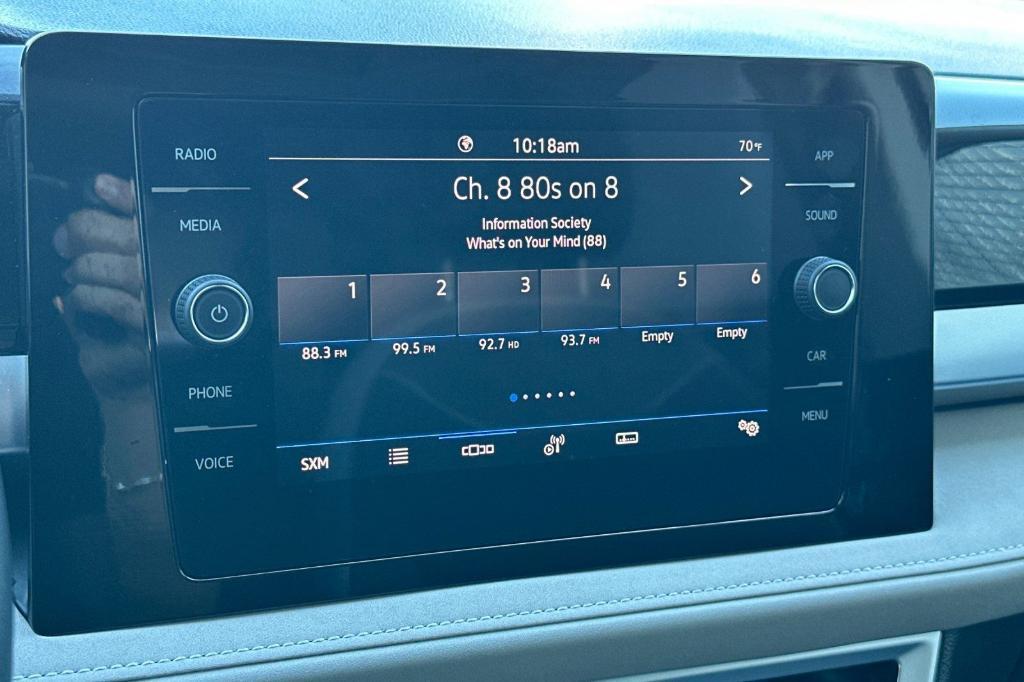 10:18am 70°F
RADIO
APP
< Ch. 8 80s on 8 >
MEDIA
SOUND
Information Society
What's on Your Mind (88)
1 2 3 4 5 6
88.3 FM 99.5 FM 92.7 HD 93.7 FM Empty Empty
PHONE
CAR
VOICE
MENU
SXM